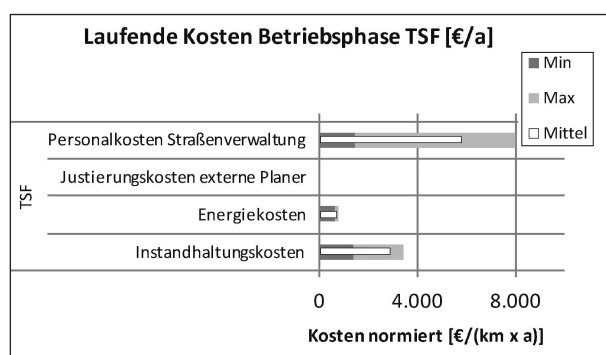 Laufende Kosten Betriebsphase TSF [€/a]
Min
Max
Mittel
TSF
Personalkosten Straßenverwaltung
Justierungskosten externe Planer
Energiekosten
Instandhaltungskosten
0 4.000 8.000
Kosten normiert [€/(km x a)]